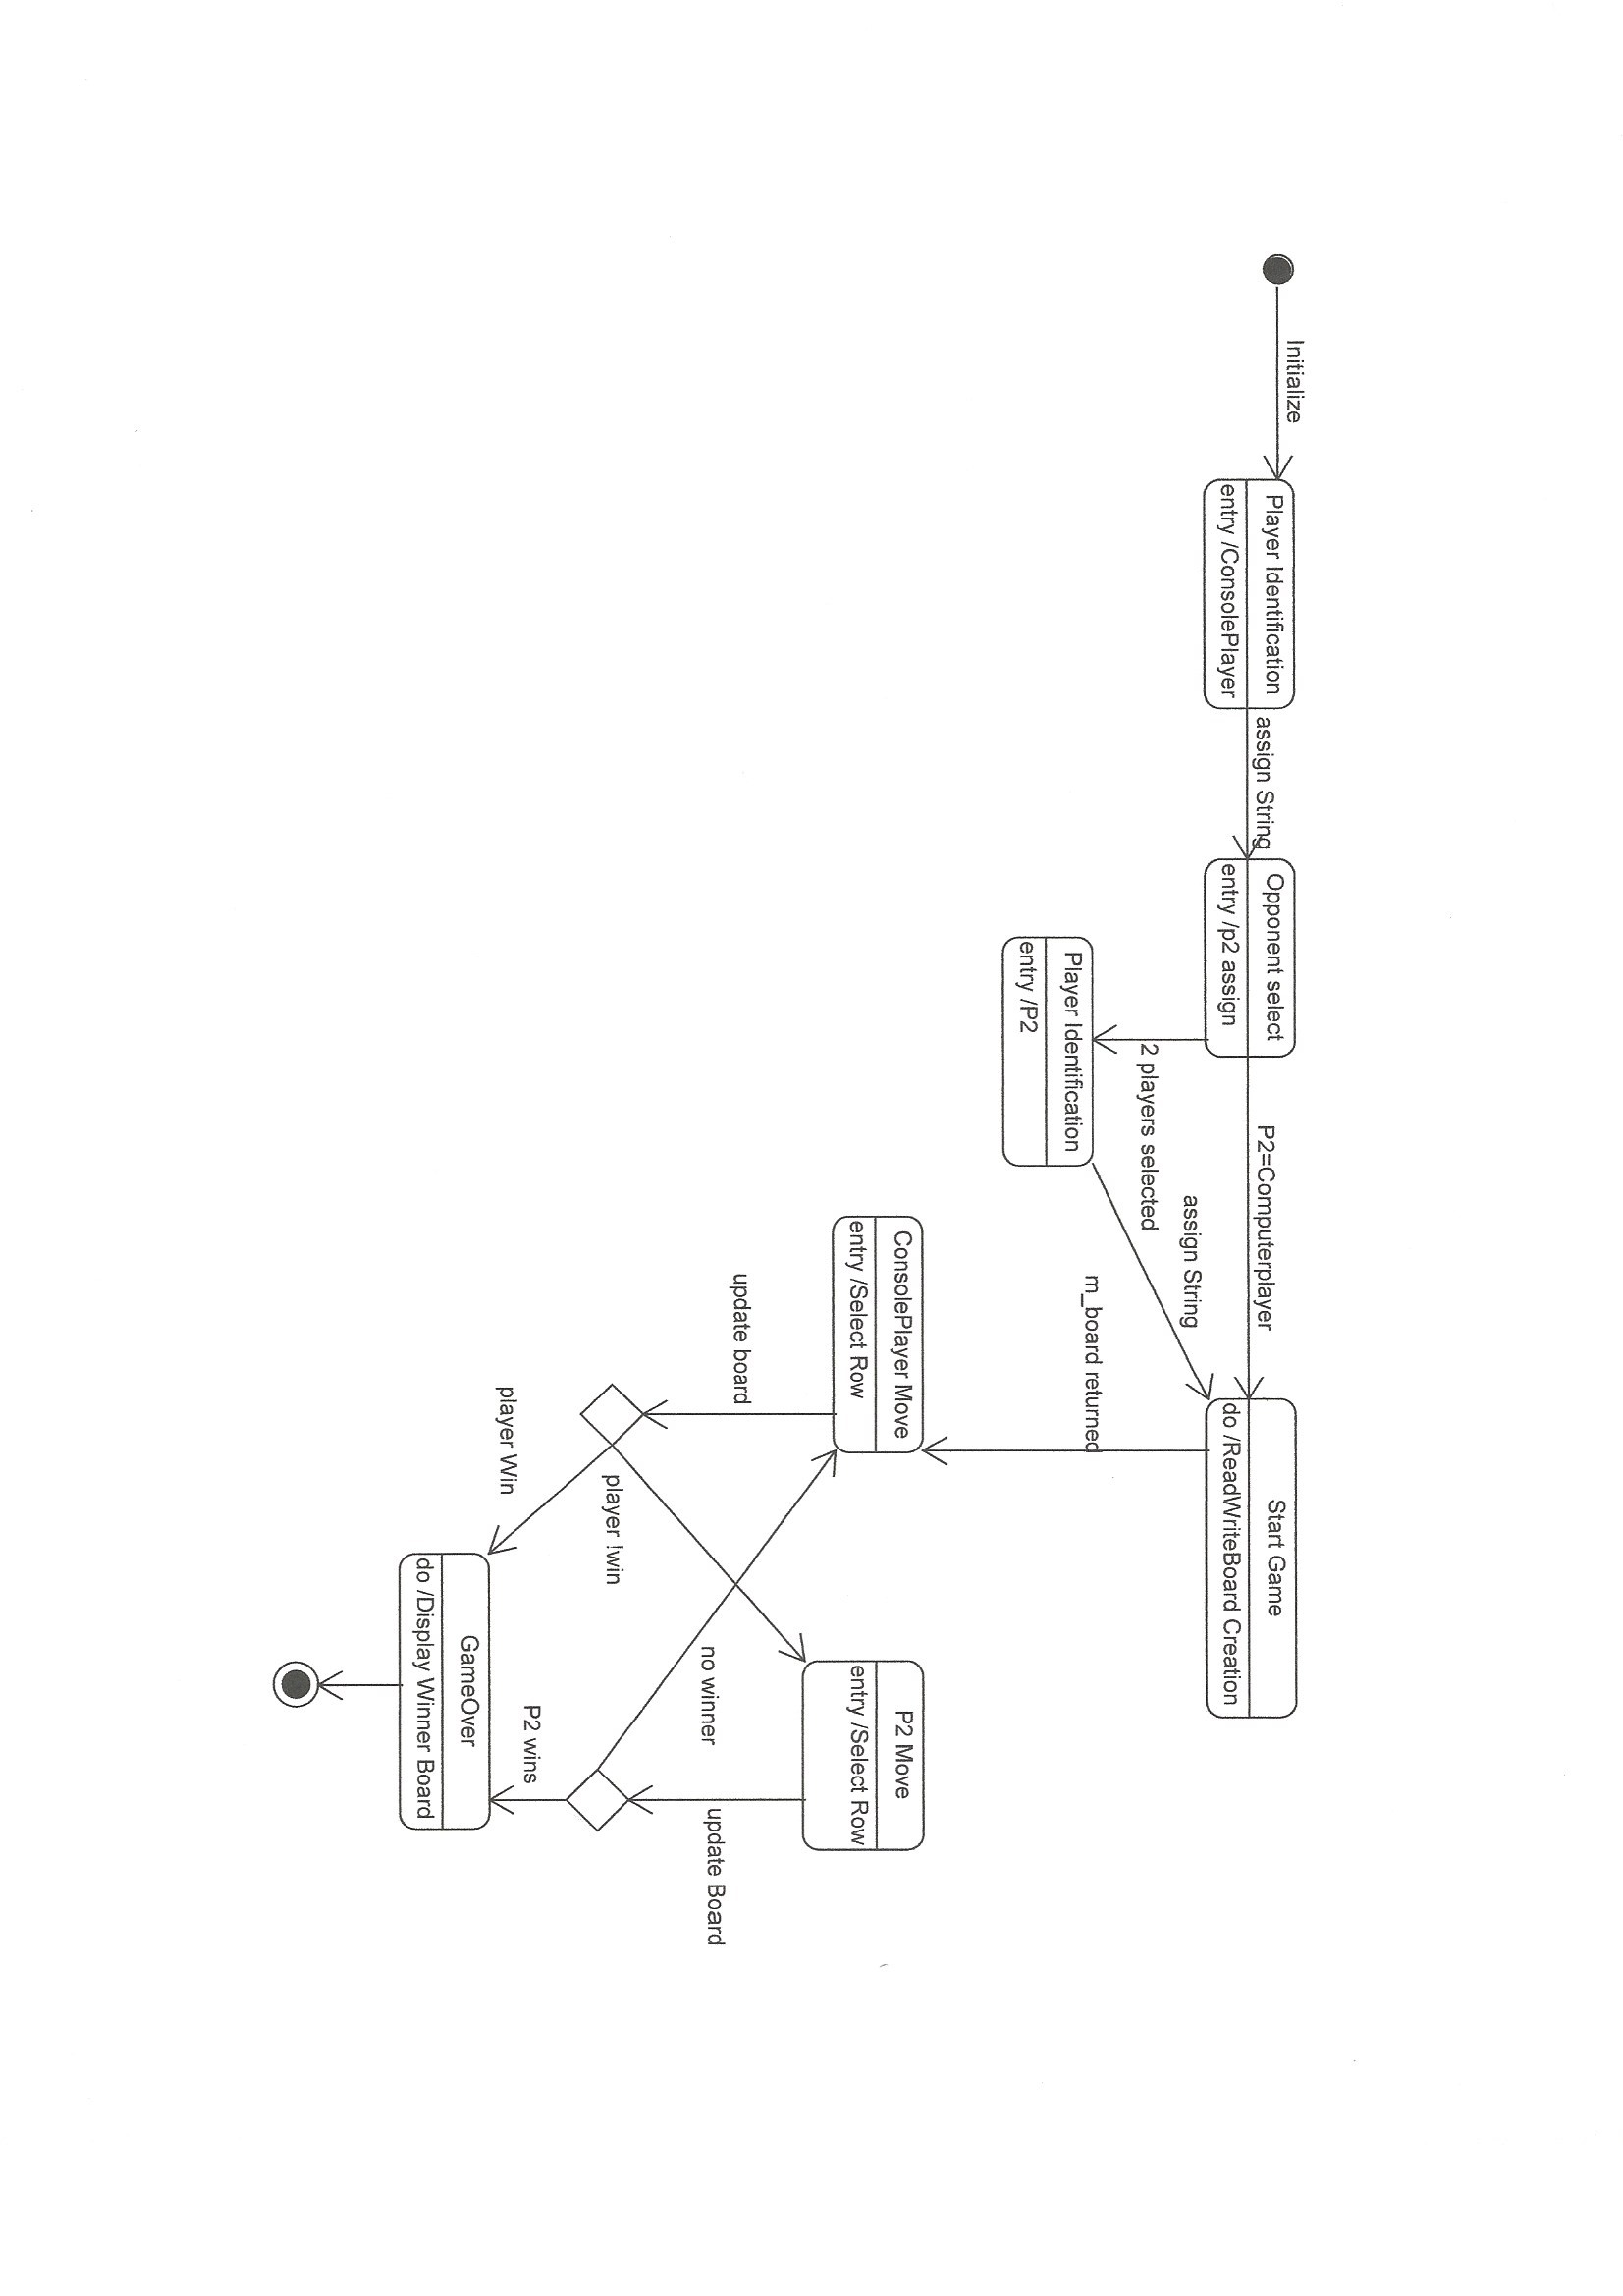 Initialize
Player Identification
entry /ConsolePlayer
assign String
Opponent select
entry /p2 assign
P2=Computerplayer
Start Game
do /ReadWriteBoard Creation
assign String
2 players selected
Player Identification
entry /P2
m_board returned
ConsolePlayer Move
entry /Select Row
P2 Move
entry /Select Row
update board
no winner
update Board
player !win
P2 wins
player Win
GameOver
do /Display Winner Board